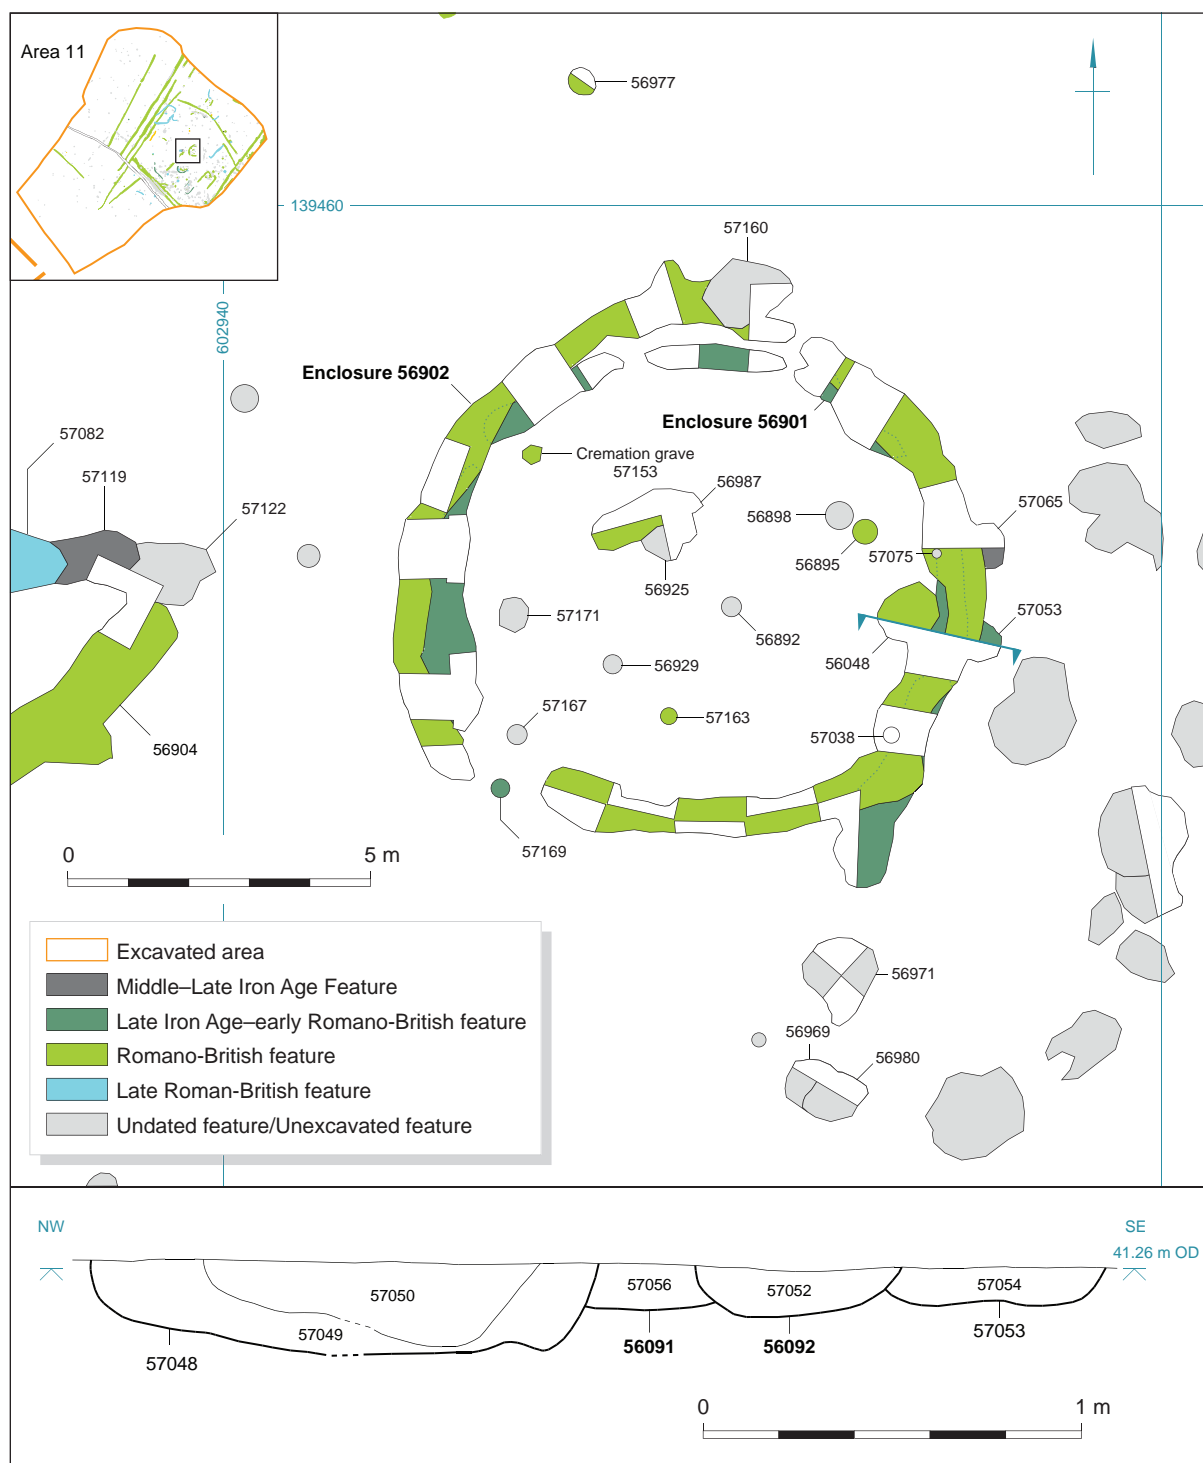 Area 11
56977
139460
57160
602940
Enclosure 56902
Enclosure 56901
57082
57119
57122
Cremation grave
57153
56987
56898
56895
57065
57075
56925
57171
56892
57053
56048
56929
57167
57163
57038
56904
57169
0 5 m
Excavated area
Middle–Late Iron Age Feature
Late Iron Age–early Romano-British feature
Romano-British feature
Late Roman-British feature
Undated feature/Unexcavated feature
56971
56969
56980
NW
SE
41.26 m OD
57050
57056
57052
57054
57049
57048
56091
56092
57053
0 1 m